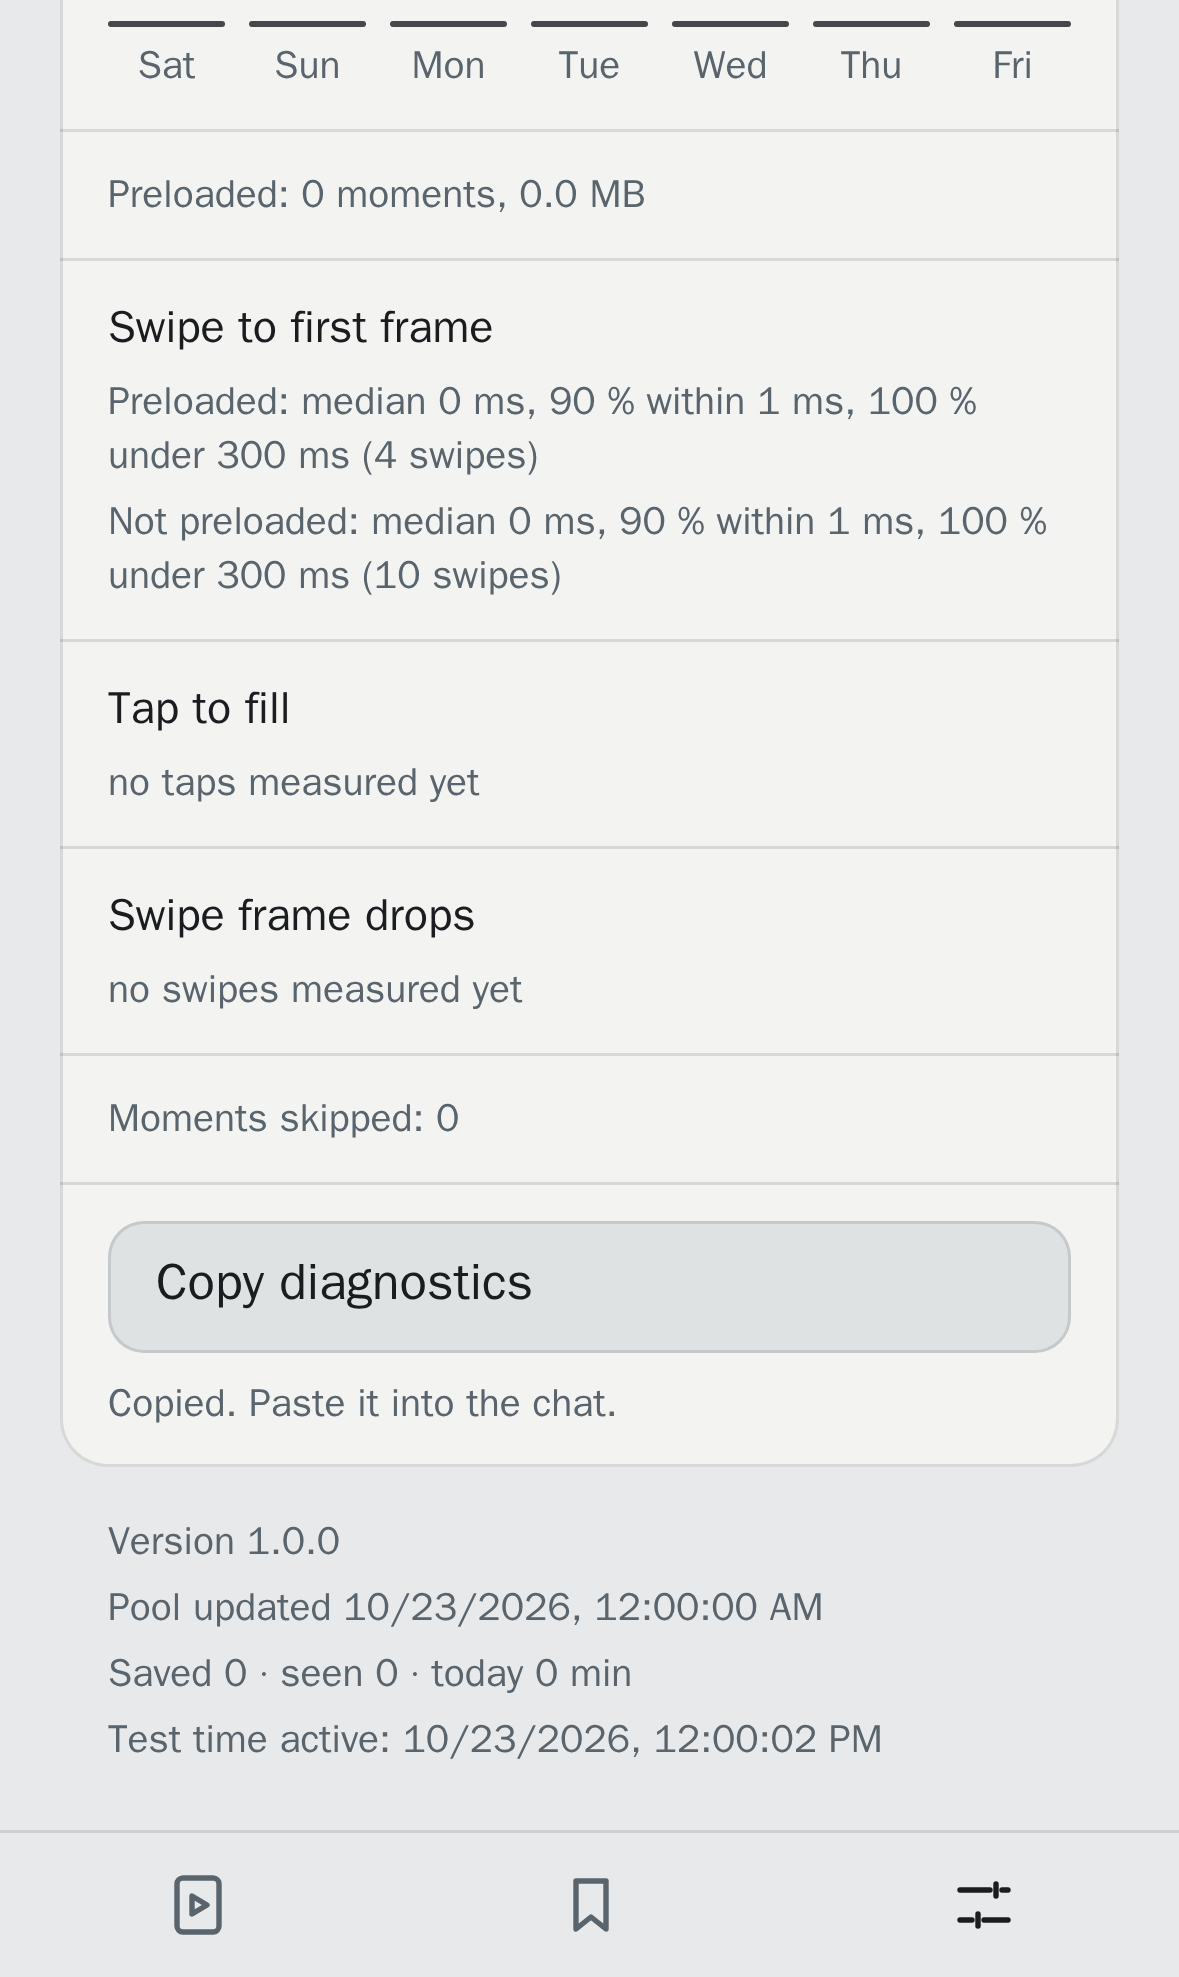 Sat Sun Mon Tue Wed Thu Fri
Preloaded: 0 moments, 0.0 MB
Swipe to first frame
Preloaded: median 0 ms, 90 % within 1 ms, 100 %
under 300 ms (4 swipes)
Not preloaded: median 0 ms, 90 % within 1 ms, 100 %
under 300 ms (10 swipes)
Tap to fill
no taps measured yet
Swipe frame drops
no swipes measured yet
Moments skipped: 0
Copy diagnostics
Copied. Paste it into the chat.
Version 1.0.0
Pool updated 10/23/2026, 12:00:00 AM
Saved 0 · seen 0 · today 0 min
Test time active: 10/23/2026, 12:00:02 PM